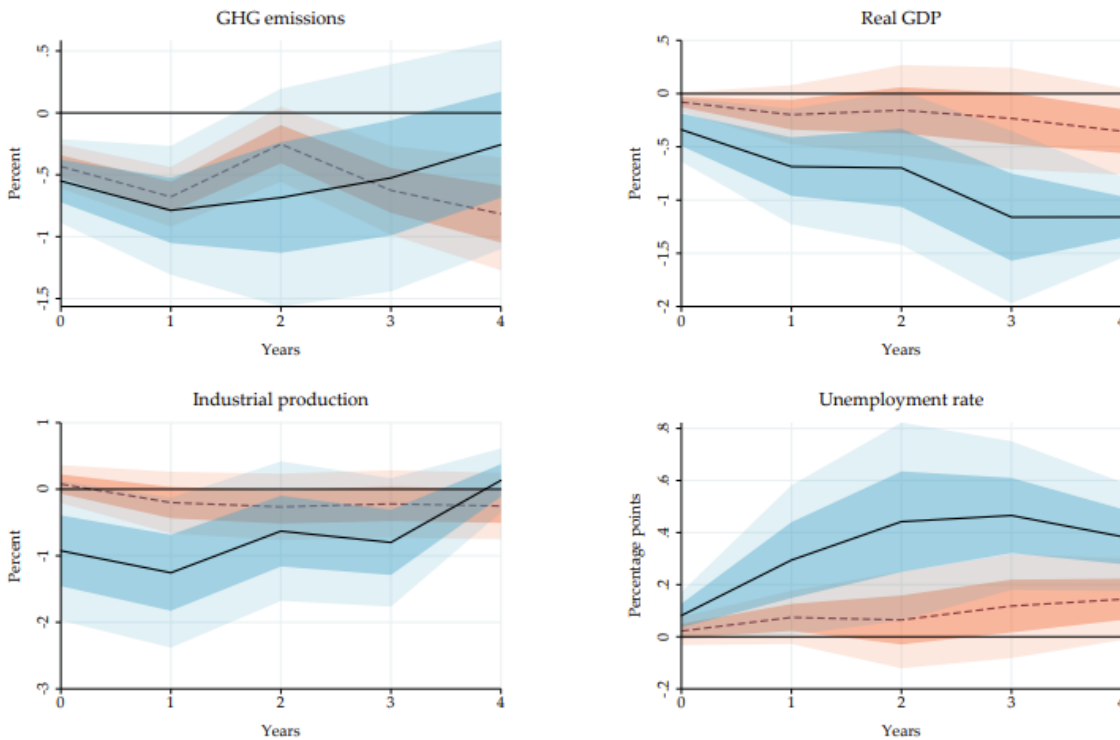 GHG emissions
.5
0
-.5
-1
-1.5
Percent
0 1 2 3 4
Years
Real GDP
.5
0
-.5
-1
-1.5
-2
Percent
0 1 2 3 4
Years
Industrial production
1
0
-1
-2
-3
Percent
0 1 2 3 4
Years
Unemployment rate
.8
.6
.4
.2
0
-.2
Percentage points
0 1 2 3 4
Years